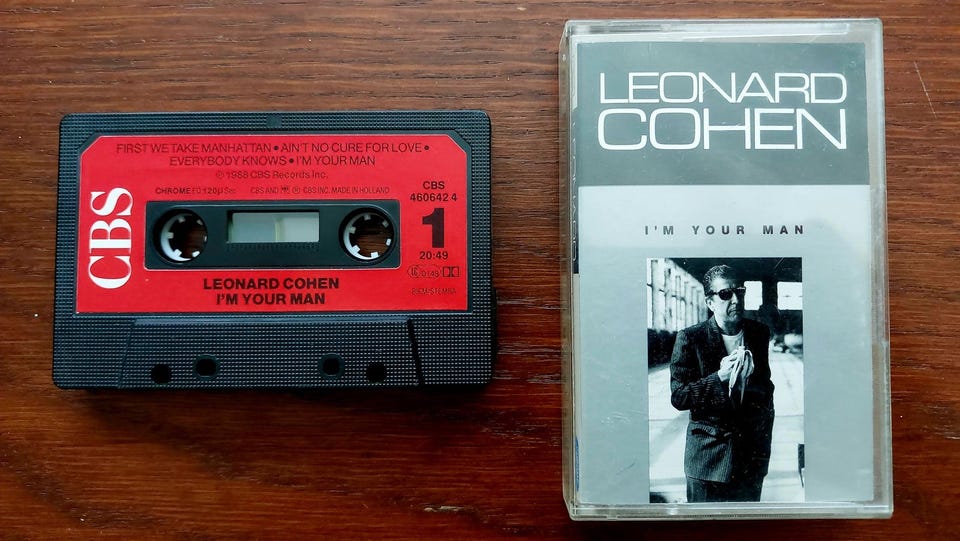 FIRST WE TAKE MANHATTAN • AIN'T NO CURE FOR LOVE •
EVERYBODY KNOWS • I'M YOUR MAN
℗ 1988 CBS Records Inc.
CHROME EQ 120µ Sec
CBS AND ℗ CBS INC. MADE IN HOLLAND
CBS
460642 4
1
20:49
CBS
LEONARD COHEN
I'M YOUR MAN
LEONARD
COHEN
I'M YOUR MAN